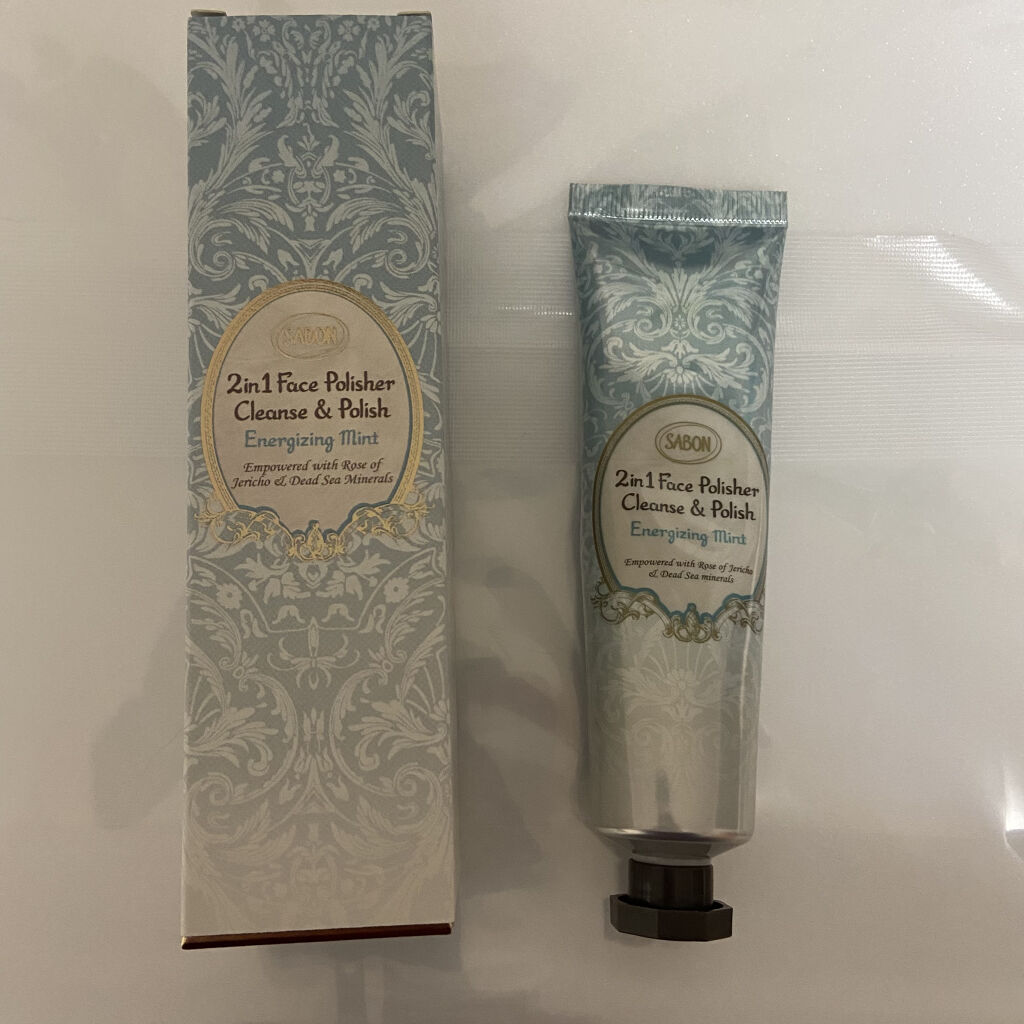 SABON
2in1 Face Polisher
Cleanse & Polish
Energizing Mint
Empowered with Rose of
Jericho & Dead Sea Minerals
SABON
2in1 Face Polisher
Cleanse & Polish
Energizing Mint
Empowered with Rose of Jericho
& Dead Sea minerals